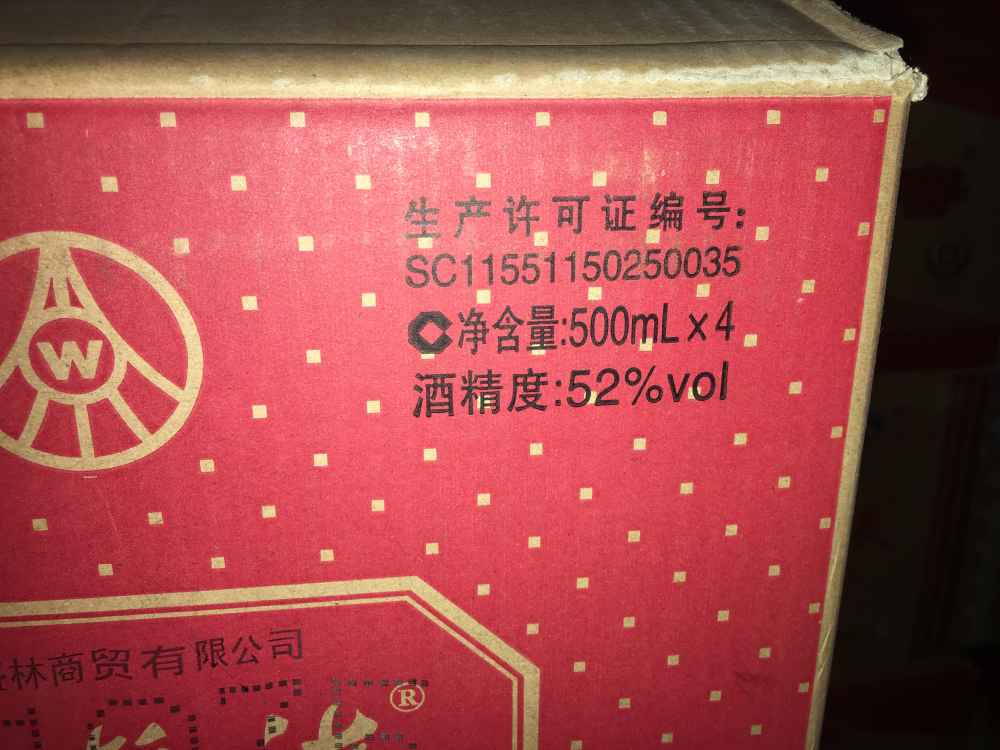 生产许可证编号:
SC11551150250035
净含量:500mL×4
酒精度:52%vol
W
林商贸有限公司
®